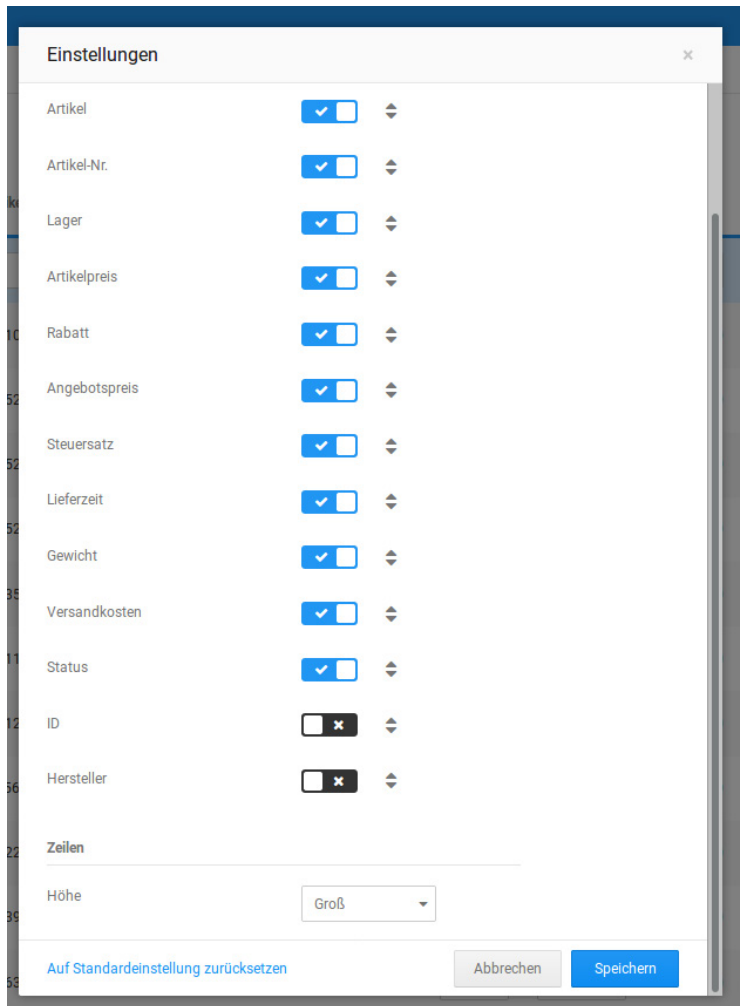 Einstellungen
×
Artikel
Artikel-Nr.
Lager
Artikelpreis
Rabatt
Angebotspreis
Steuersatz
Lieferzeit
Gewicht
Versandkosten
Status
ID
Hersteller
Zeilen
Höhe
Groß
Auf Standardeinstellung zurücksetzen
Abbrechen
Speichern